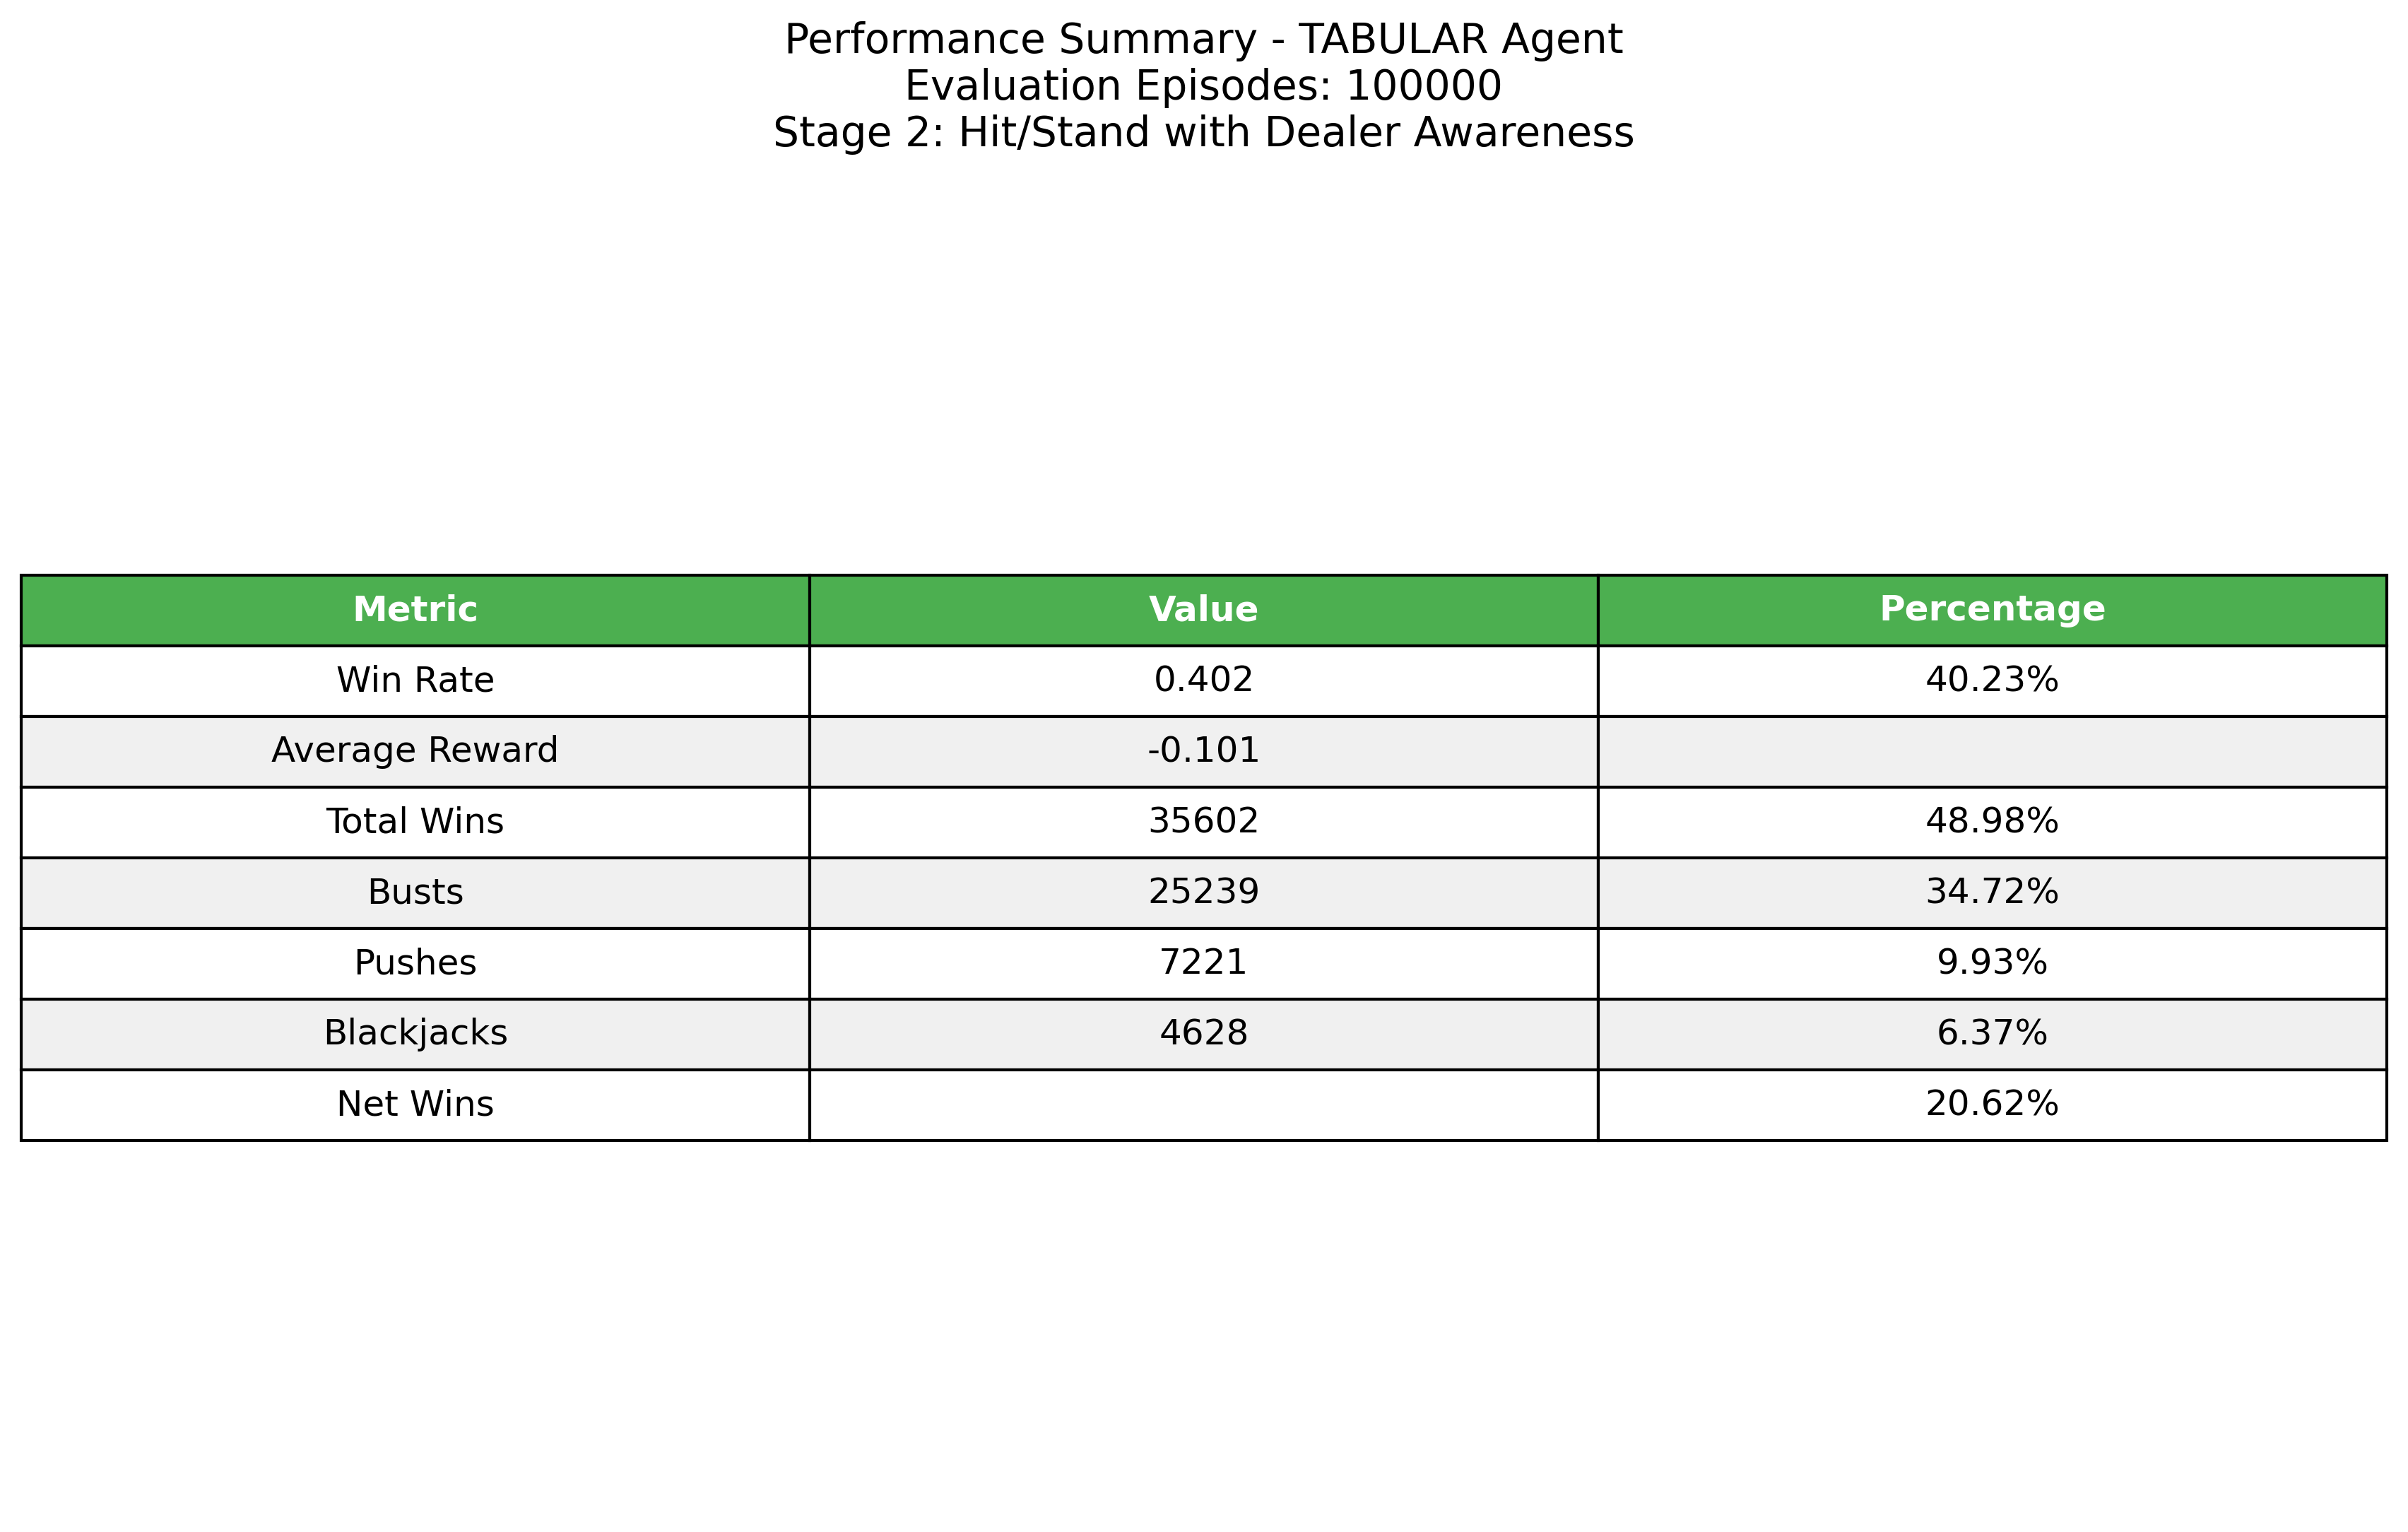 Performance Summary - TABULAR Agent
Evaluation Episodes: 100000
Stage 2: Hit/Stand with Dealer Awareness
Metric Value Percentage
Win Rate 0.402 40.23%
Average Reward -0.101
Total Wins 35602 48.98%
Busts 25239 34.72%
Pushes 7221 9.93%
Blackjacks 4628 6.37%
Net Wins 20.62%